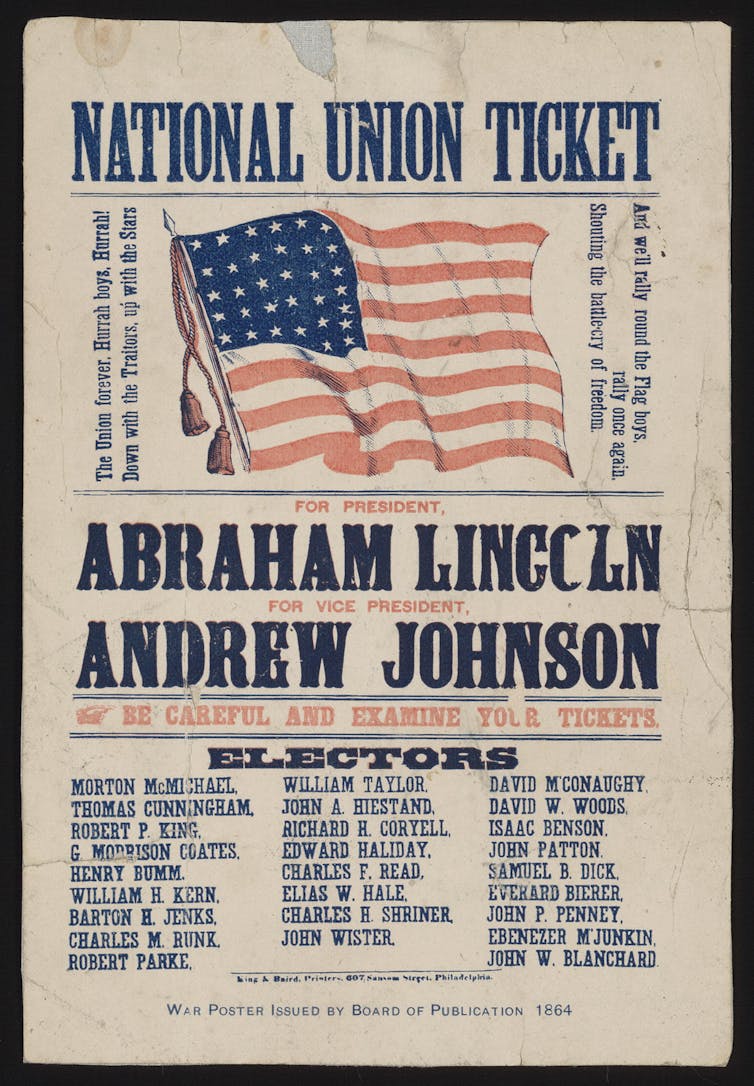 NATIONAL UNION TICKET
The Union forever, Hurrah boys, Hurrah!
Down with the Traitors, up with the Stars
And we'll rally round the Flag boys,
rally once again,
Shouting the battle-cry of freedom.
FOR PRESIDENT,
ABRAHAM LINCOLN
FOR VICE PRESIDENT,
ANDREW JOHNSON
BE CAREFUL AND EXAMINE YOUR TICKETS.
ELECTORS
MORTON McMICHAEL,
THOMAS CUNNINGHAM,
ROBERT P. KING,
G. MORRISON COATES,
HENRY BUMM,
WILLIAM H. KERN,
BARTON H. JENKS,
CHARLES M. RUNK,
ROBERT PARKE,
WILLIAM TAYLOR,
JOHN A. HIESTAND,
RICHARD H. CORYELL,
EDWARD HALIDAY,
CHARLES F. READ,
ELIAS W. HALE,
CHARLES H. SHRINER,
JOHN WISTER,
DAVID M'CONAUGHY,
DAVID W. WOODS,
ISAAC BENSON,
JOHN PATTON,
SAMUEL B. DICK,
EVERARD BIERER,
JOHN P. PENNEY,
EBENEZER M'JUNKIN,
JOHN W. BLANCHARD.
King & Baird, Printers, 607 Sansom Street, Philadelphia.
WAR POSTER ISSUED BY BOARD OF PUBLICATION 1864